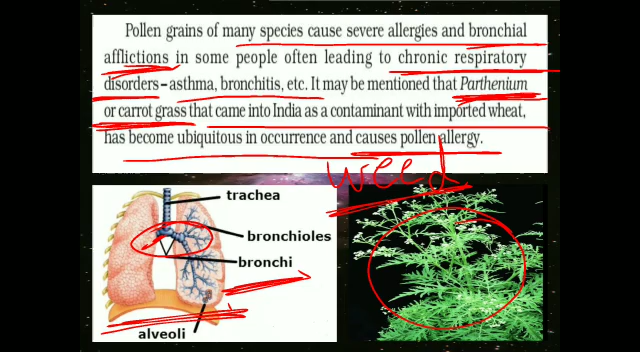 Pollen grains of many species cause severe allergies and bronchial
afflictions in some people often leading to chronic respiratory
disorders – asthma, bronchitis, etc. It may be mentioned that Parthenium
or carrot grass that came into India as a contaminant with imported wheat,
has become ubiquitous in occurrence and causes pollen allergy.
weed
trachea
bronchioles
bronchi
alveoli